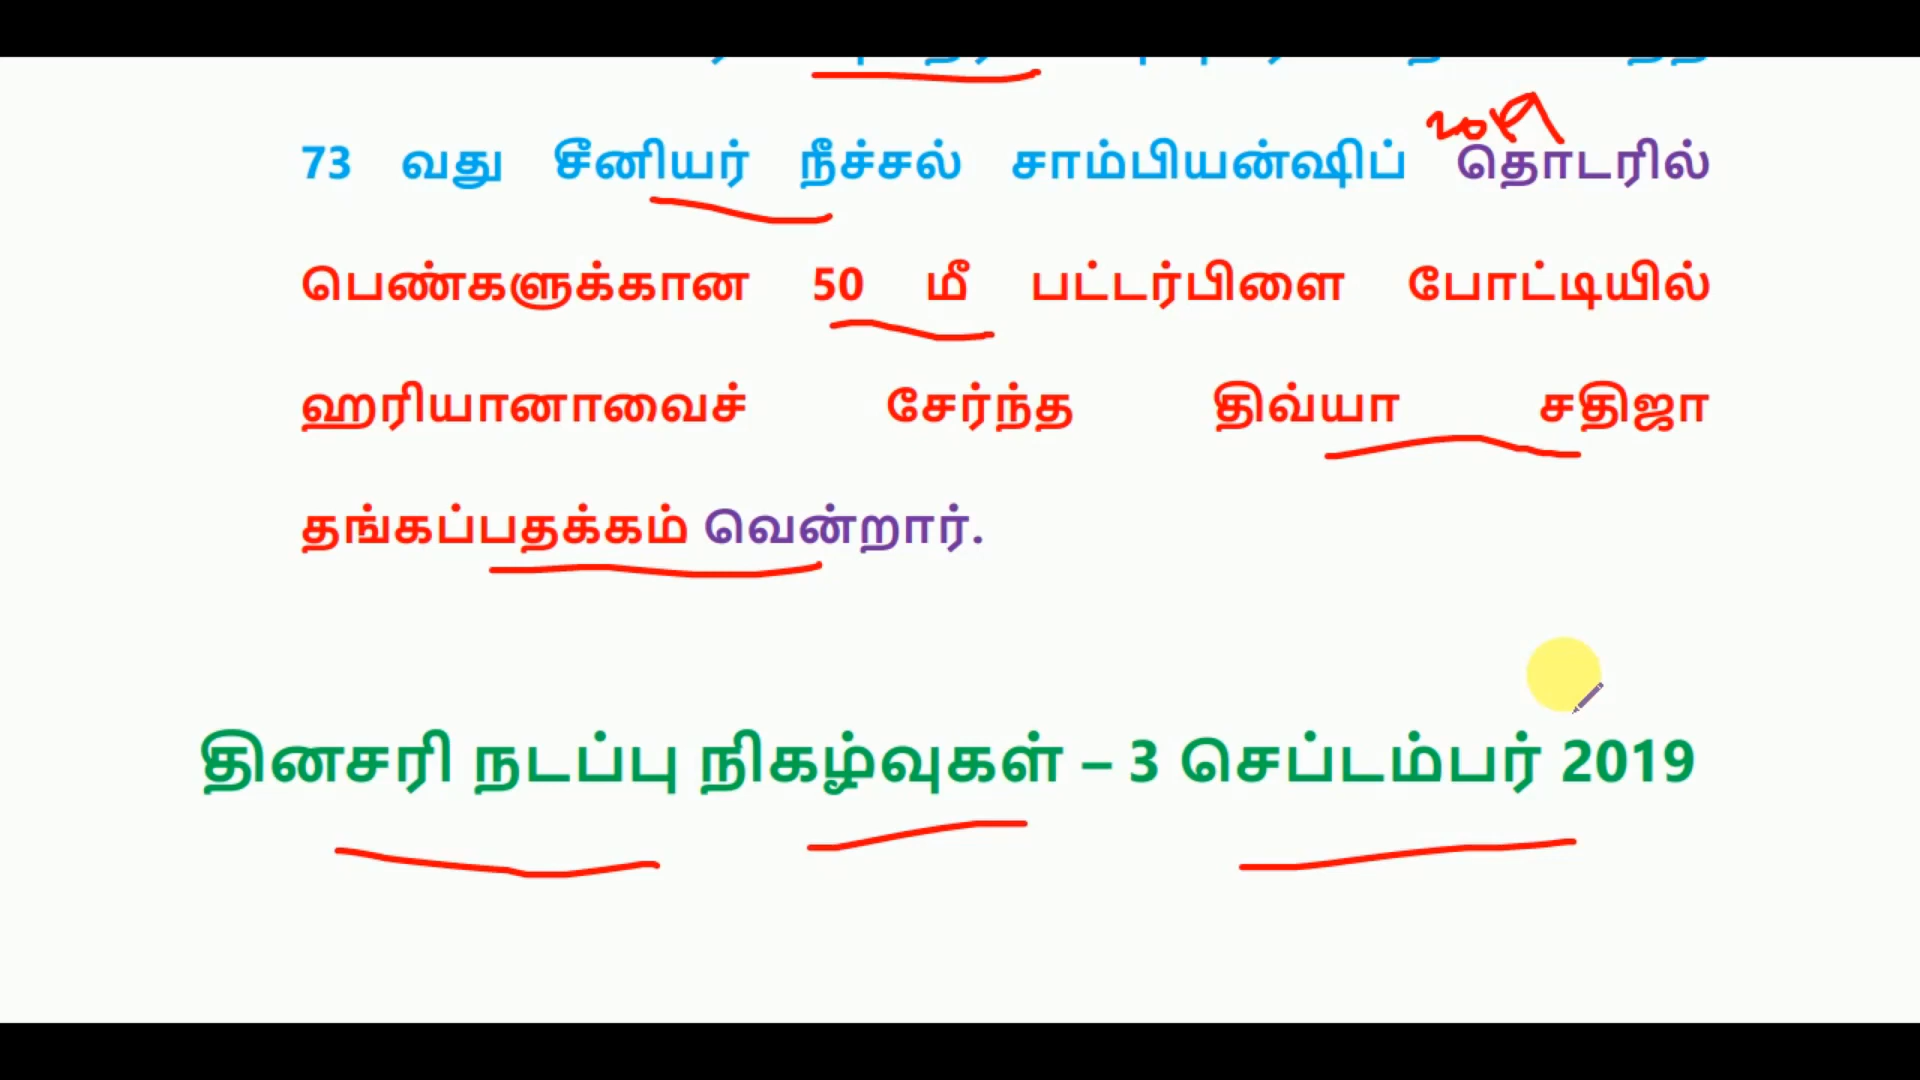 73 வது சீனியர் நீச்சல் சாம்பியன்ஷிப் தொடரில்
பெண்களுக்கான 50 மீ பட்டர்பிளை போட்டியில்
ஹரியானாவைச் சேர்ந்த திவ்யா சதிஜா
தங்கப்பதக்கம் வென்றார்.
தினசரி நடப்பு நிகழ்வுகள் – 3 செப்டம்பர் 2019